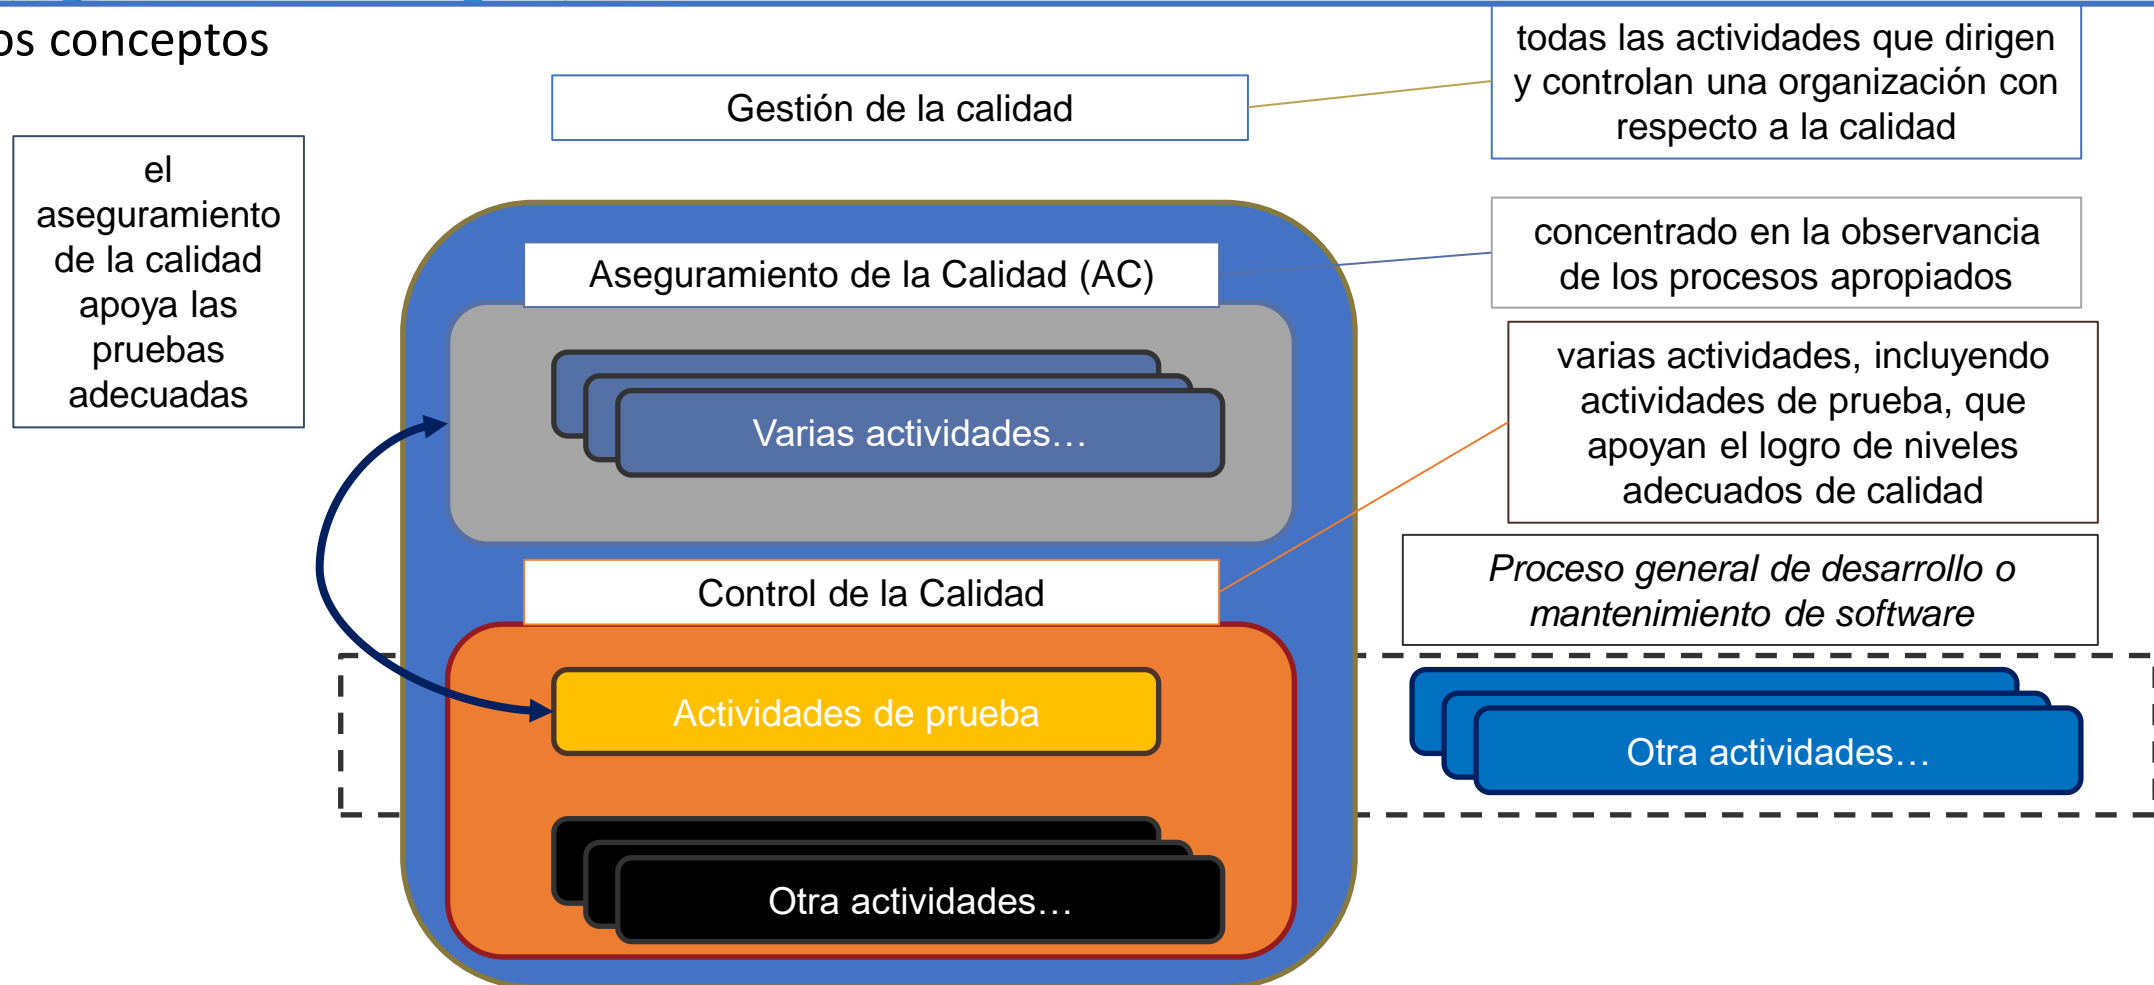 os conceptos
todas las actividades que dirigen
y controlan una organización con
respecto a la calidad
Gestión de la calidad
el
aseguramiento
de la calidad
apoya las
pruebas
adecuadas
Aseguramiento de la Calidad (AC)
concentrado en la observancia
de los procesos apropiados
Varias actividades…
varias actividades, incluyendo
actividades de prueba, que
apoyan el logro de niveles
adecuados de calidad
Control de la Calidad
Proceso general de desarrollo o
mantenimiento de software
Actividades de prueba
Otra actividades…
Otra actividades…